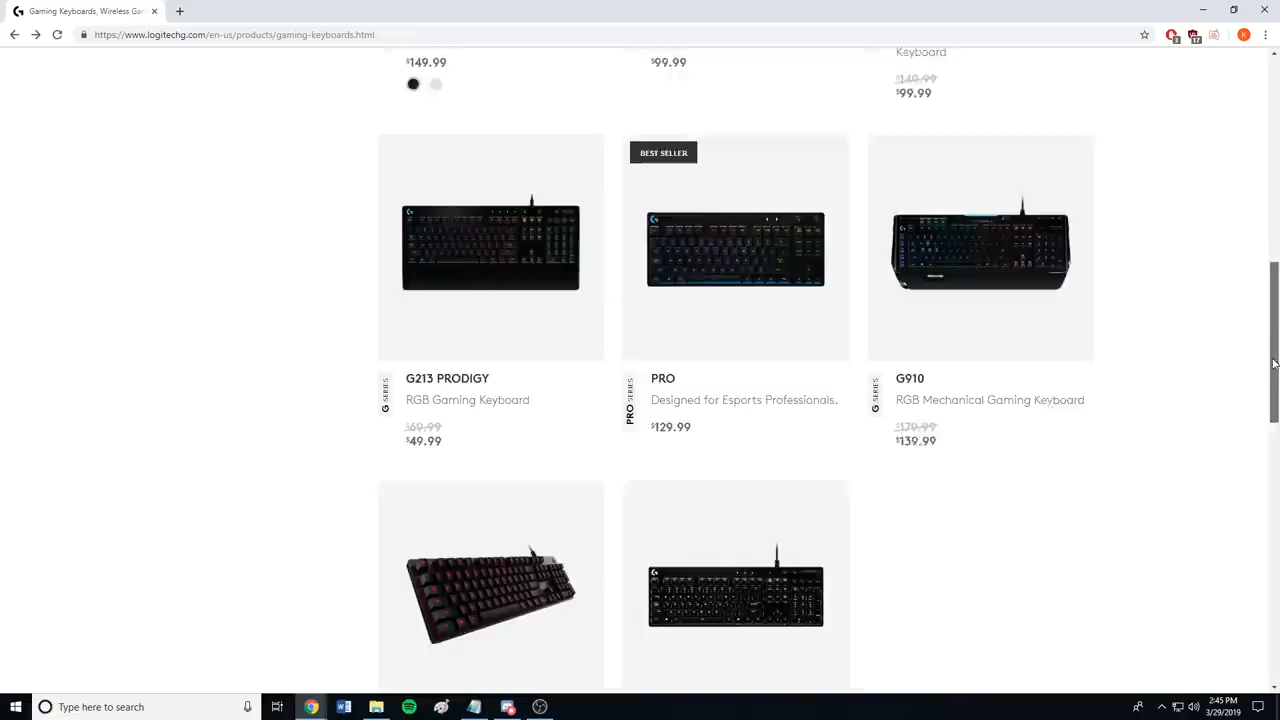 Gaming Keyboards, Wireless Ga
https://www.logitechg.com/en-us/products/gaming-keyboards.html
3
17
K
$149.99
$99.99
Keyboard
$149.99
$99.99
BEST SELLER
G SERIES
G213 PRODIGY
RGB Gaming Keyboard
$69.99
$49.99
PRO SERIES
PRO
Designed for Esports Professionals.
$129.99
G SERIES
G910
RGB Mechanical Gaming Keyboard
$179.99
$139.99
Type here to search
2:45 PM
3/29/2019